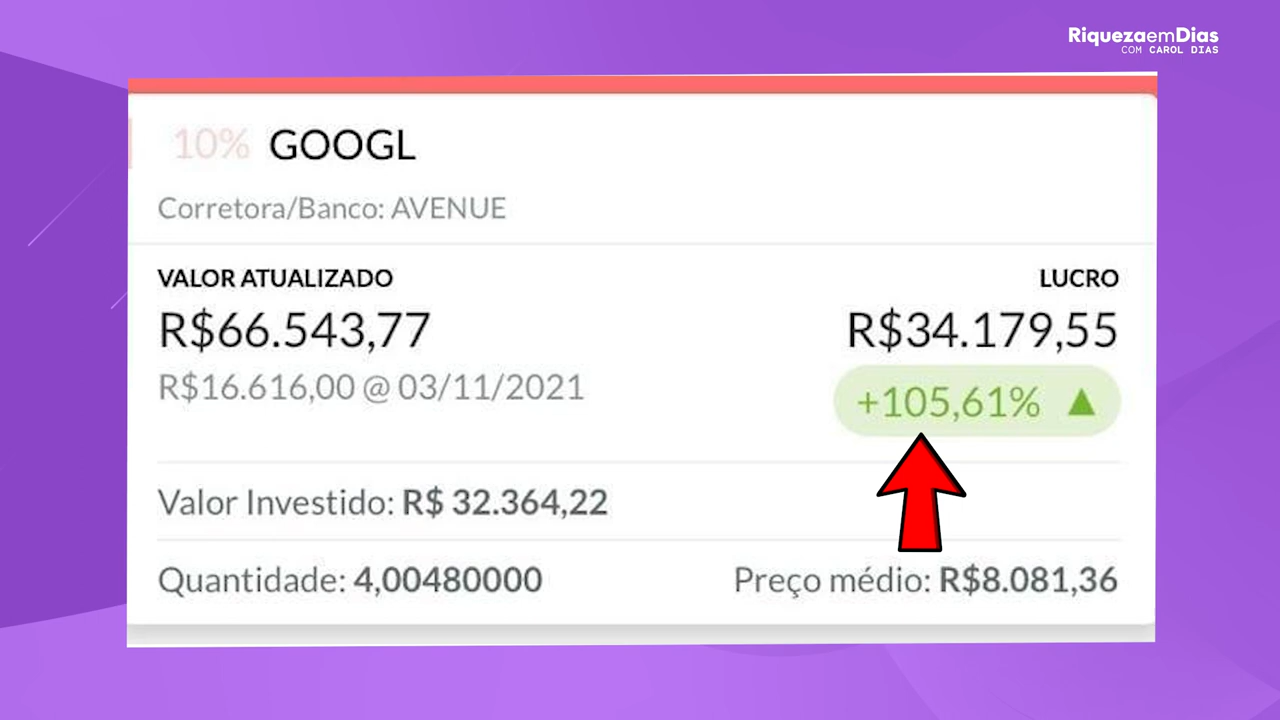 RiquezaemDias
COM CAROL DIAS
10% GOOGL
Corretora/Banco: AVENUE
VALOR ATUALIZADO
LUCRO
R$66.543,77
R$34.179,55
R$16.616,00 @ 03/11/2021
+105,61%
Valor Investido: R$ 32.364,22
Quantidade: 4,00480000
Preço médio: R$8.081,36